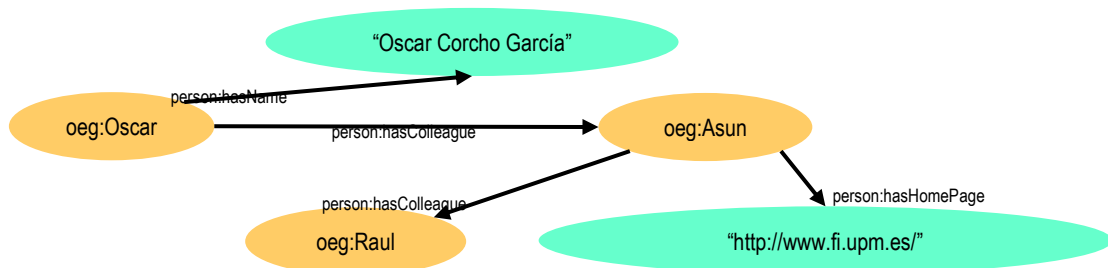 “Oscar Corcho García”
person:hasName
oeg:Oscar
person:hasColleague
oeg:Asun
person:hasColleague
person:hasHomePage
oeg:Raul
“http://www.fi.upm.es/”